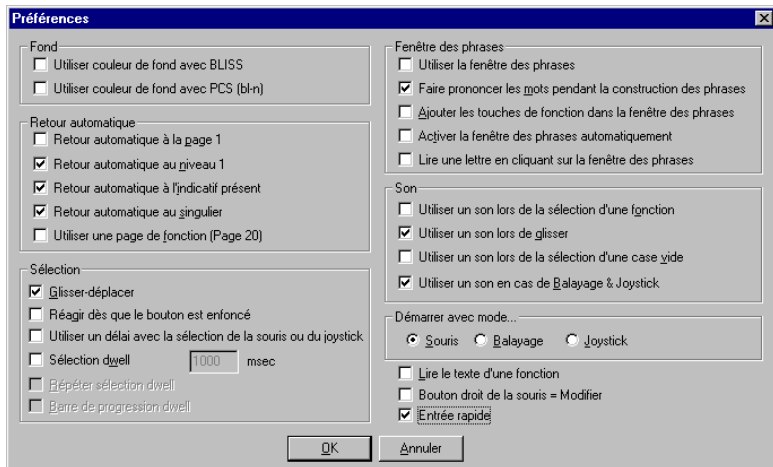 Préférences
Fond
Utiliser couleur de fond avec BLISS
Utiliser couleur de fond avec PCS (bl-n)
Retour automatique
Retour automatique à la page 1
Retour automatique au niveau 1
Retour automatique à l'indicatif présent
Retour automatique au singulier
Utiliser une page de fonction (Page 20)
Sélection
Glisser-déplacer
Réagir dès que le bouton est enfoncé
Utiliser un délai avec la sélection de la souris ou du joystick
Sélection dwell 1000 msec
Répéter sélection dwell
Barre de progression dwell
Fenêtre des phrases
Utiliser la fenêtre des phrases
Faire prononcer les mots pendant la construction des phrases
Ajouter les touches de fonction dans la fenêtre des phrases
Activer la fenêtre des phrases automatiquement
Lire une lettre en cliquant sur la fenêtre des phrases
Son
Utiliser un son lors de la sélection d'une fonction
Utiliser un son lors de glisser
Utiliser un son lors de la sélection d'une case vide
Utiliser un son en cas de Balayage & Joystick
Démarrer avec mode...
Souris Balayage Joystick
Lire le texte d'une fonction
Bouton droit de la souris = Modifier
Entrée rapide
OK Annuler